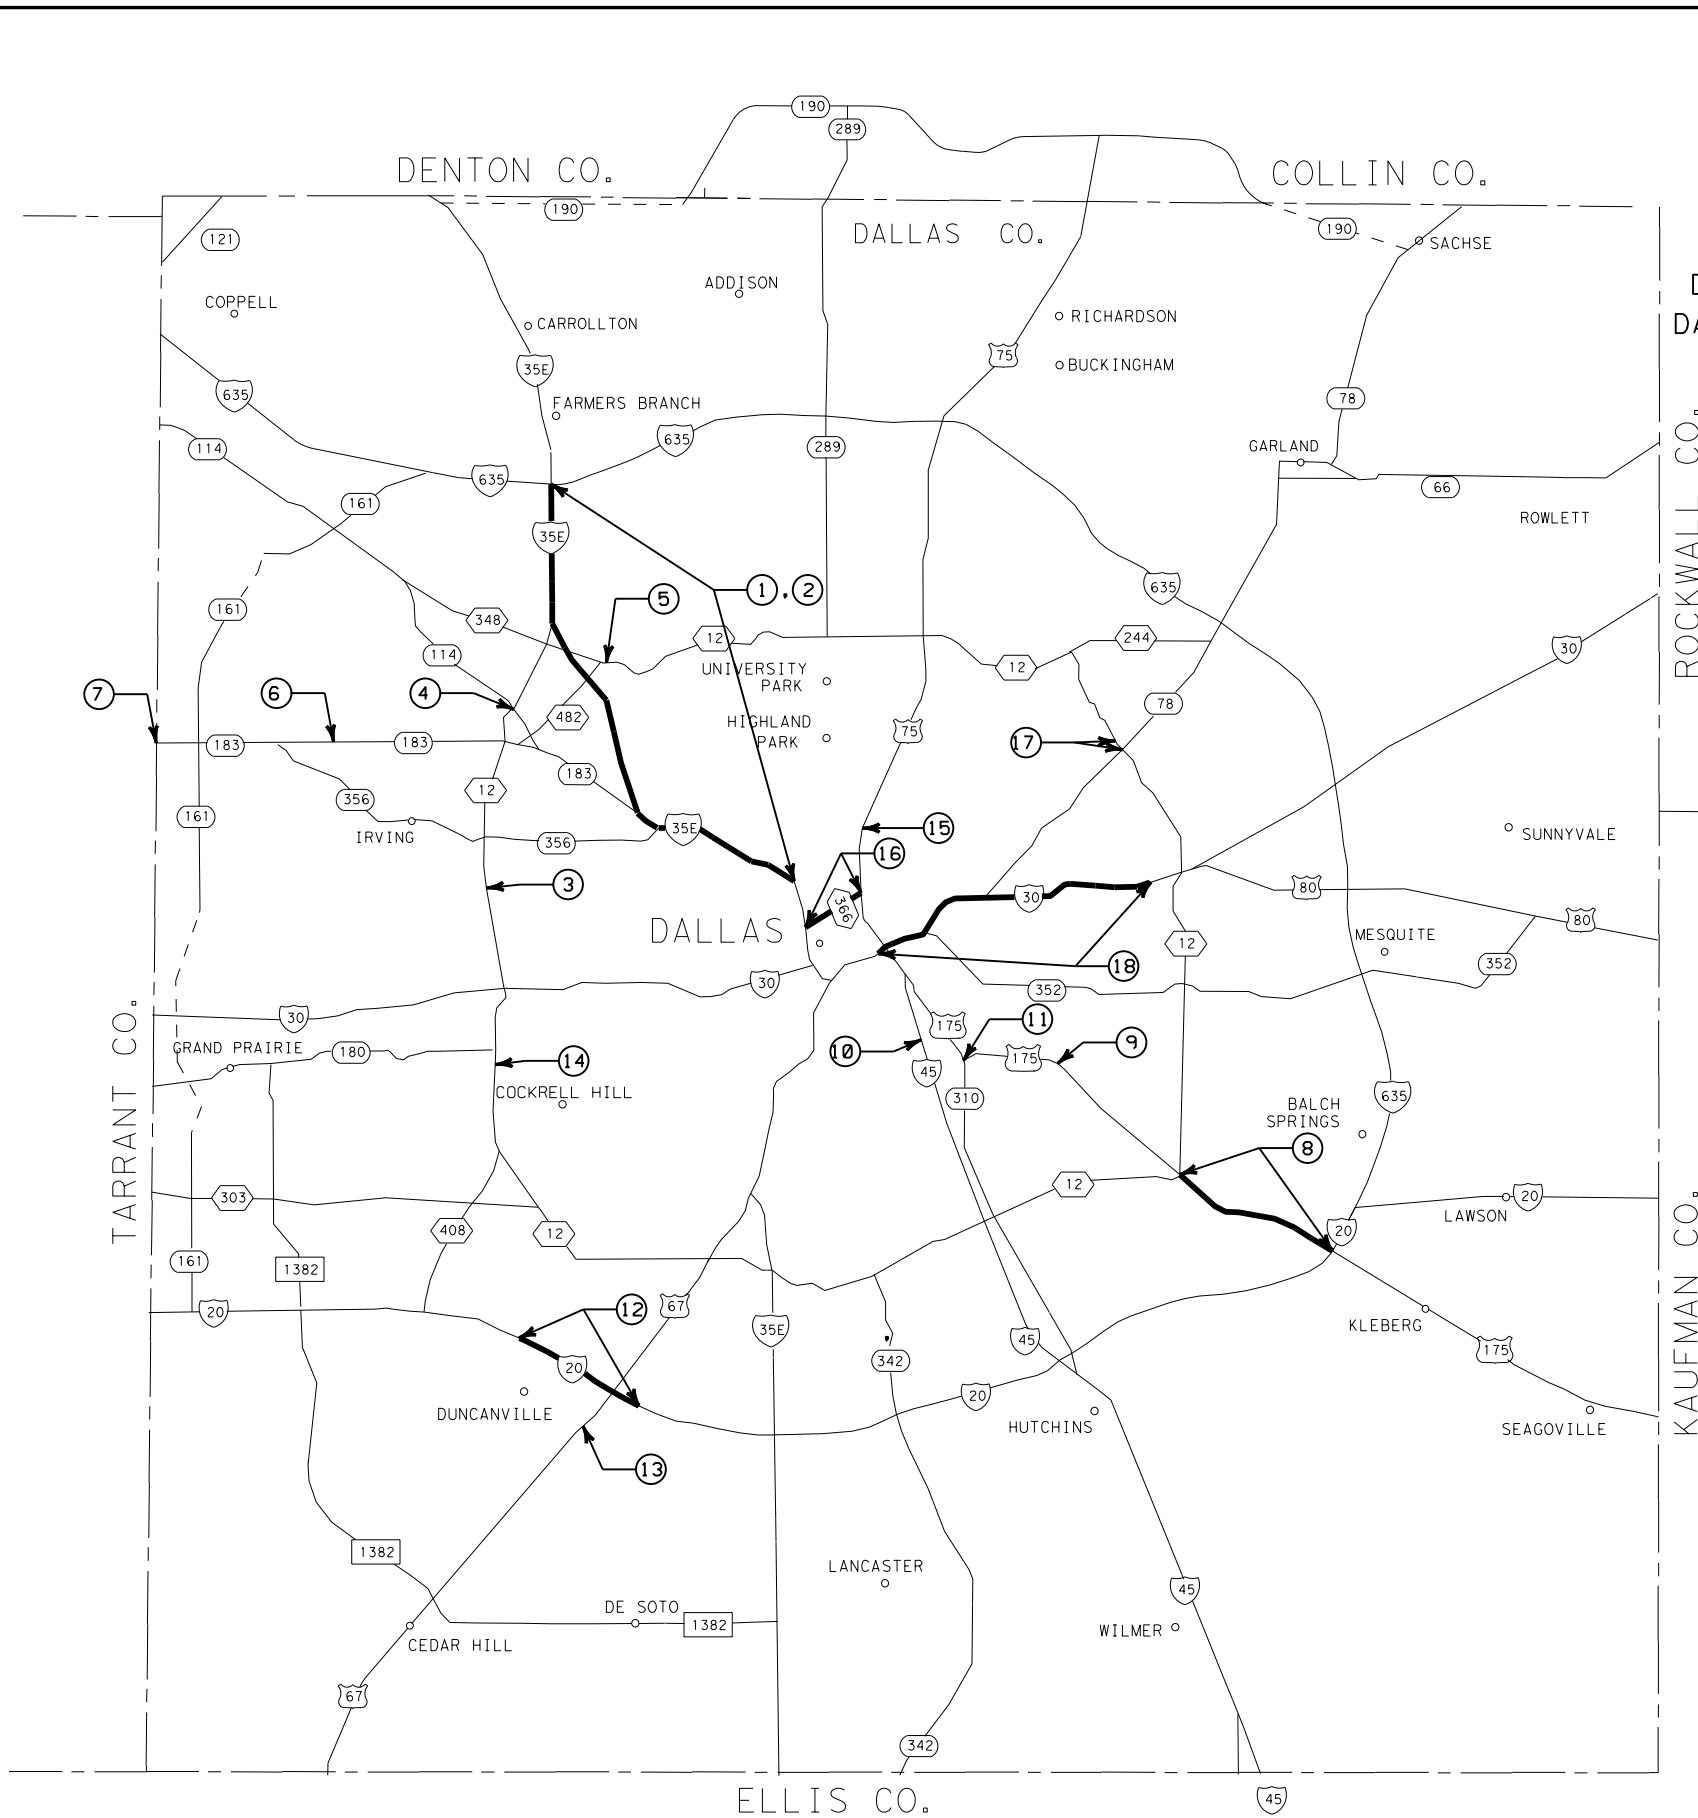 190
289
DENTON CO.
COLLIN CO.
190
190
121
DALLAS CO.
SACHSE
ADDISON
COPPELL
CARROLLTON
RICHARDSON
75
BUCKINGHAM
35E
635
78
FARMERS BRANCH
635
289
GARLAND
114
635
66
161
ROWLETT
35E
ROCKWALL CO.
635
1 , 2
5
161
348
12
244
30
114
12
UNIVERSITY
PARK
7
6
4
78
482
HIGHLAND
PARK
75
183
183
17
183
12
356
161
IRVING
356
35E
15
SUNNYVALE
16
3
30
80
366
80
DALLAS
12
MESQUITE
18
352
30
352
30
175
11
TARRANT CO.
GRAND PRAIRIE
180
10
175
9
14
45
COCKRELL HILL
310
635
BALCH
SPRINGS
8
303
12
20
LAWSON
408
12
20
161
1382
KAUFMAN CO.
20
67
12
35E
45
KLEBERG
342
175
20
20
DUNCANVILLE
HUTCHINS
SEAGOVILLE
13
1382
LANCASTER
45
DE SOTO
1382
WILMER
CEDAR HILL
67
342
ELLIS CO.
45